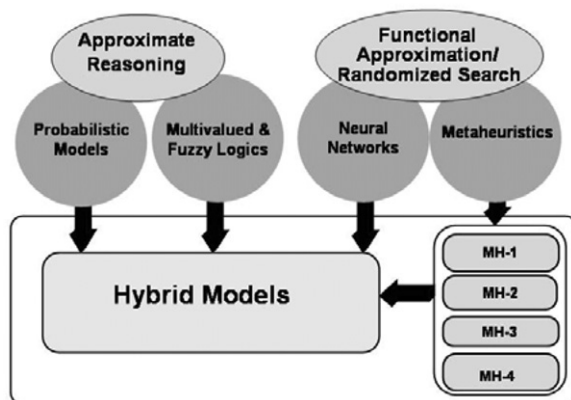 Approximate
Reasoning
Functional
Approximation/
Randomized Search
Probabilistic
Models
Multivalued &
Fuzzy Logics
Neural
Networks
Metaheuristics
Hybrid Models
MH-1
MH-2
MH-3
MH-4